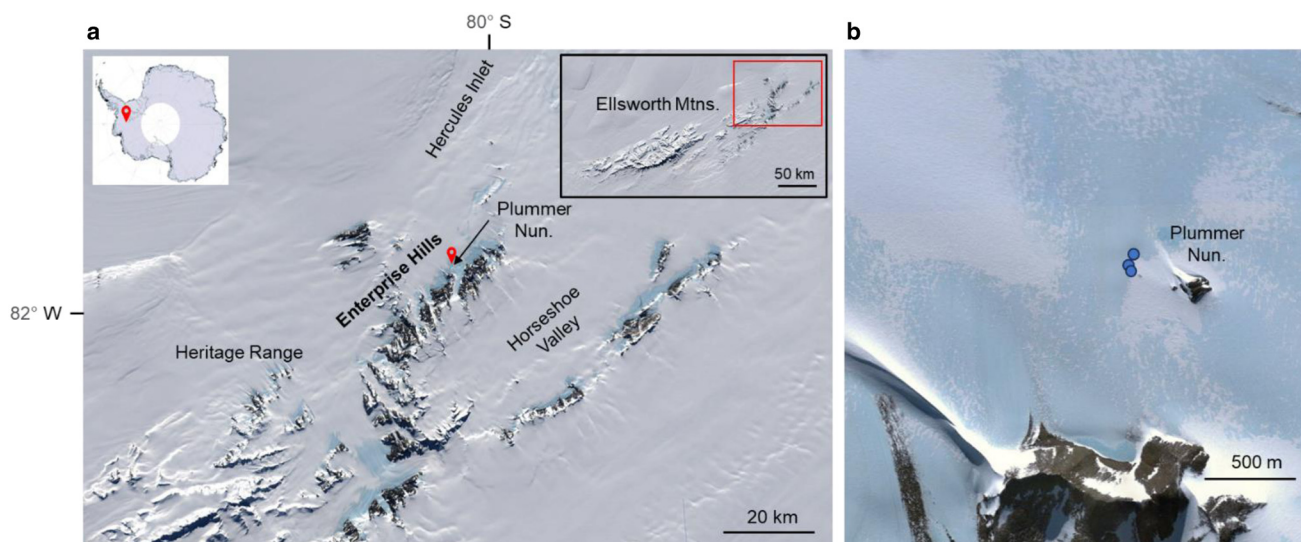 a
80° S
b
Hercules Inlet
Ellsworth Mtns.
50 km
Plummer
Nun.
Enterprise Hills
82° W
Horseshoe
Valley
Heritage Range
20 km
Plummer
Nun.
500 m